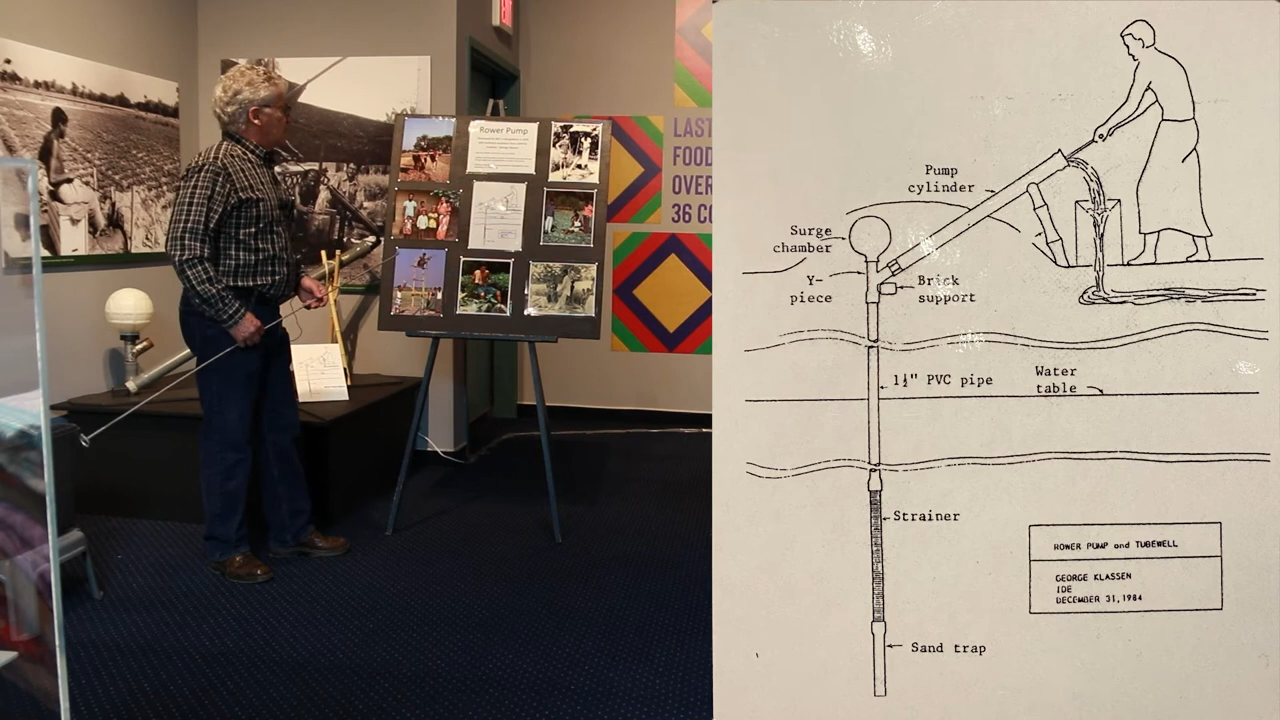 Rower Pump
LAST
FOOD
OVER
36 CO
Pump
cylinder
Surge
chamber
Y-
piece
Brick
support
1½" PVC pipe
Water
table
Strainer
ROWER PUMP and TUBEWELL
GEORGE KLASSEN
IDE
DECEMBER 31, 1984
Sand trap